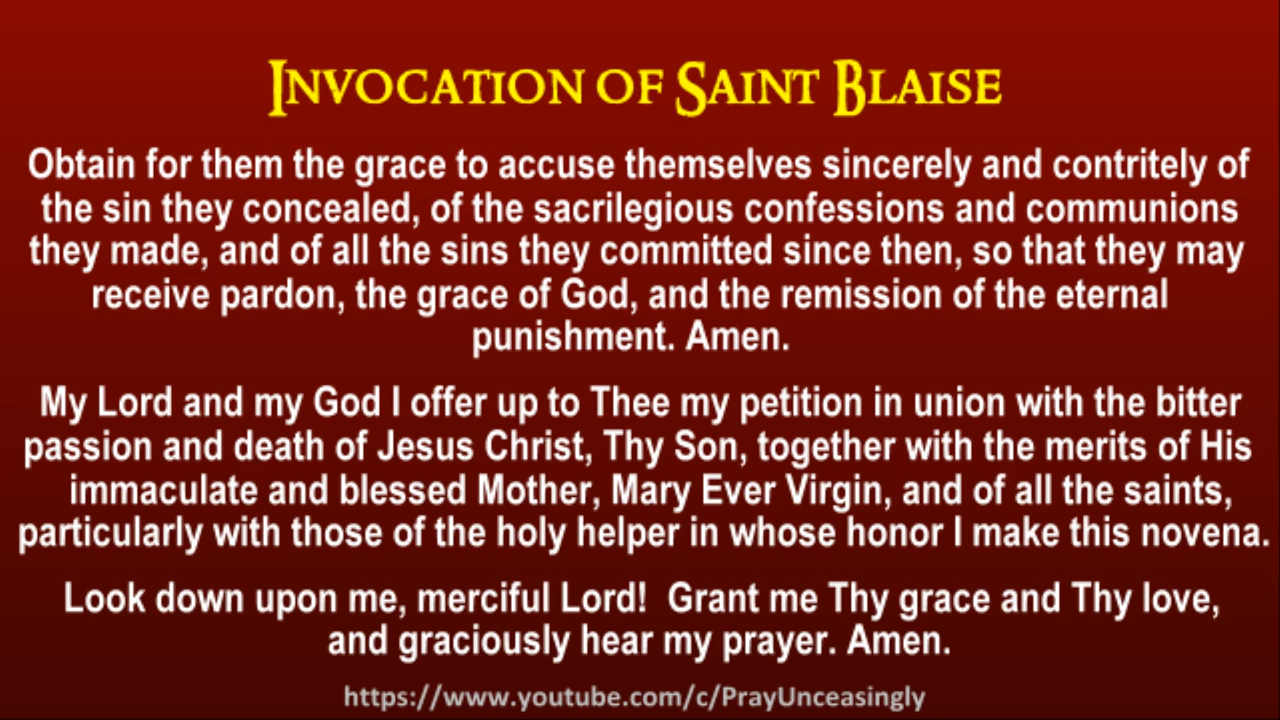 Invocation of Saint Blaise
Obtain for them the grace to accuse themselves sincerely and contritely of
the sin they concealed, of the sacrilegious confessions and communions
they made, and of all the sins they committed since then, so that they may
receive pardon, the grace of God, and the remission of the eternal
punishment. Amen.
My Lord and my God I offer up to Thee my petition in union with the bitter
passion and death of Jesus Christ, Thy Son, together with the merits of His
immaculate and blessed Mother, Mary Ever Virgin, and of all the saints,
particularly with those of the holy helper in whose honor I make this novena.
Look down upon me, merciful Lord!  Grant me Thy grace and Thy love,
and graciously hear my prayer. Amen.
https://www.youtube.com/c/PrayUnceasingly